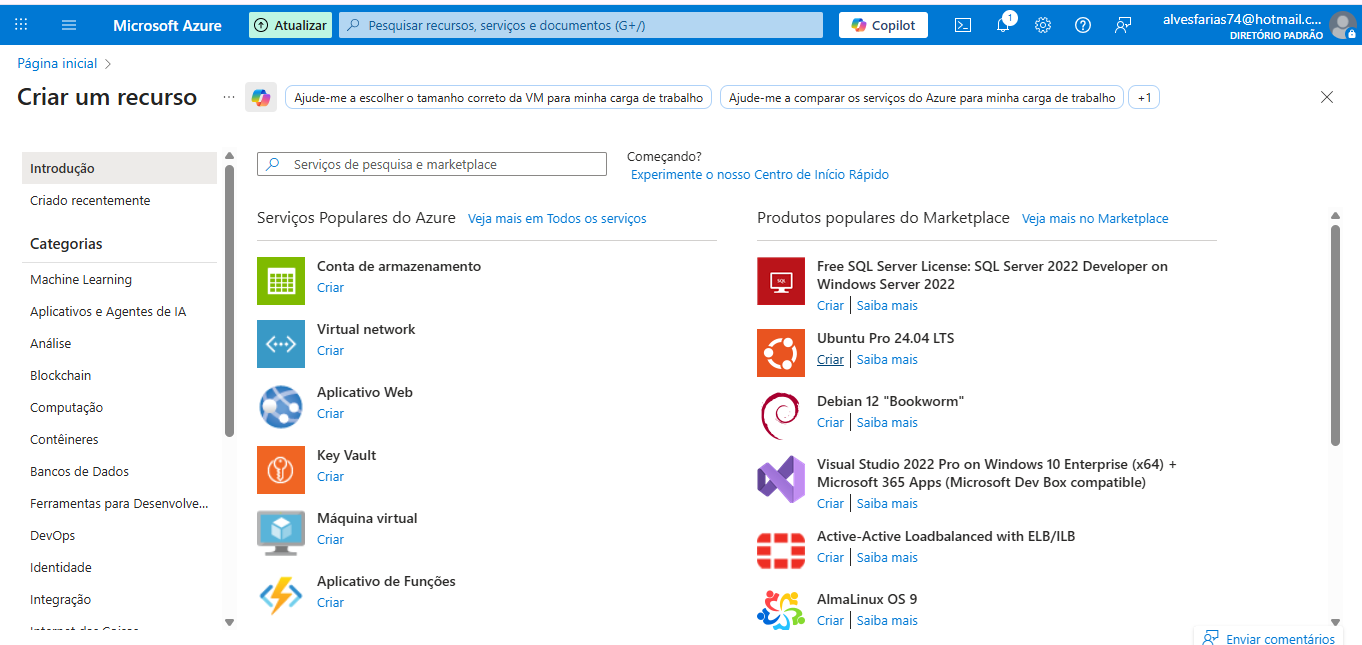 Microsoft Azure
Atualizar
Pesquisar recursos, serviços e documentos (G+/)
Copilot
1
alvesfarias74@hotmail.c...
DIRETÓRIO PADRÃO
Página inicial
Criar um recurso
Ajude-me a escolher o tamanho correto da VM para minha carga de trabalho
Ajude-me a comparar os serviços do Azure para minha carga de trabalho
+1
Introdução
Criado recentemente
Categorias
Machine Learning
Aplicativos e Agentes de IA
Análise
Blockchain
Computação
Contêineres
Bancos de Dados
Ferramentas para Desenvolve...
DevOps
Identidade
Integração
Internet das Coisas
Serviços de pesquisa e marketplace
Começando?
Experimente o nosso Centro de Início Rápido
Serviços Populares do Azure Veja mais em Todos os serviços
Conta de armazenamento
Criar
Virtual network
Criar
Aplicativo Web
Criar
Key Vault
Criar
Máquina virtual
Criar
Aplicativo de Funções
Criar
Produtos populares do Marketplace Veja mais no Marketplace
SQL
Free SQL Server License: SQL Server 2022 Developer on
Windows Server 2022
Criar | Saiba mais
Ubuntu Pro 24.04 LTS
Criar | Saiba mais
Debian 12 "Bookworm"
Criar | Saiba mais
Visual Studio 2022 Pro on Windows 10 Enterprise (x64) +
Microsoft 365 Apps (Microsoft Dev Box compatible)
Criar | Saiba mais
Active-Active Loadbalanced with ELB/ILB
Criar | Saiba mais
AlmaLinux OS 9
Criar | Saiba mais
Enviar comentários